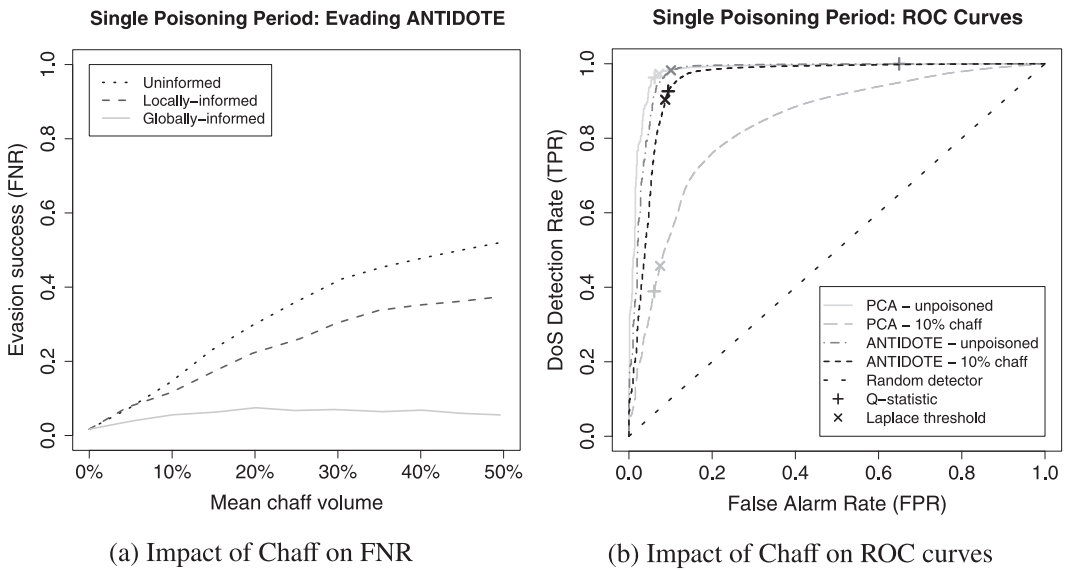 Single Poisoning Period: Evading ANTIDOTE
Evasion success (FNR)
0.0 0.2 0.4 0.6 0.8 1.0
Uninformed
Locally-informed
Globally-informed
0% 10% 20% 30% 40% 50%
Mean chaff volume
(a) Impact of Chaff on FNR
Single Poisoning Period: ROC Curves
DoS Detection Rate (TPR)
0.0 0.2 0.4 0.6 0.8 1.0
PCA – unpoisoned
PCA – 10% chaff
ANTIDOTE – unpoisoned
ANTIDOTE – 10% chaff
Random detector
Q-statistic
Laplace threshold
0.0 0.2 0.4 0.6 0.8 1.0
False Alarm Rate (FPR)
(b) Impact of Chaff on ROC curves